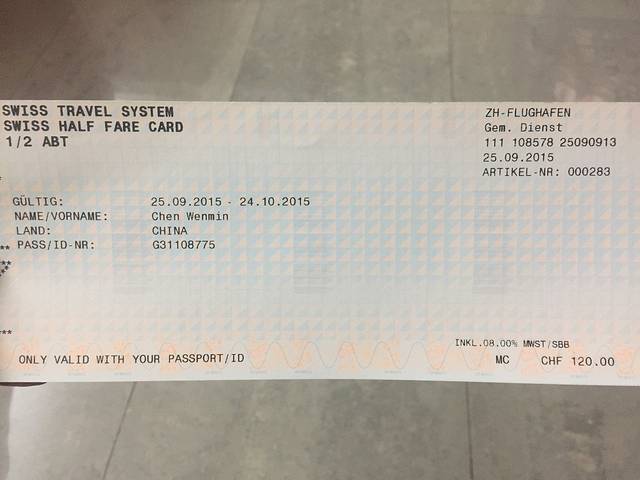 SWISS TRAVEL SYSTEM
SWISS HALF FARE CARD
1/2 ABT
ZH-FLUGHAFEN
Gem. Dienst
111 108578 25090913
25.09.2015
ARTIKEL-NR: 000283
GÜLTIG: 25.09.2015 - 24.10.2015
NAME/VORNAME: Chen Wenmin
LAND: CHINA
** PASS/ID-NR: G31108775
INKL.08.00% MWST/SBB
ONLY VALID WITH YOUR PASSPORT/ID
MC CHF 120.00